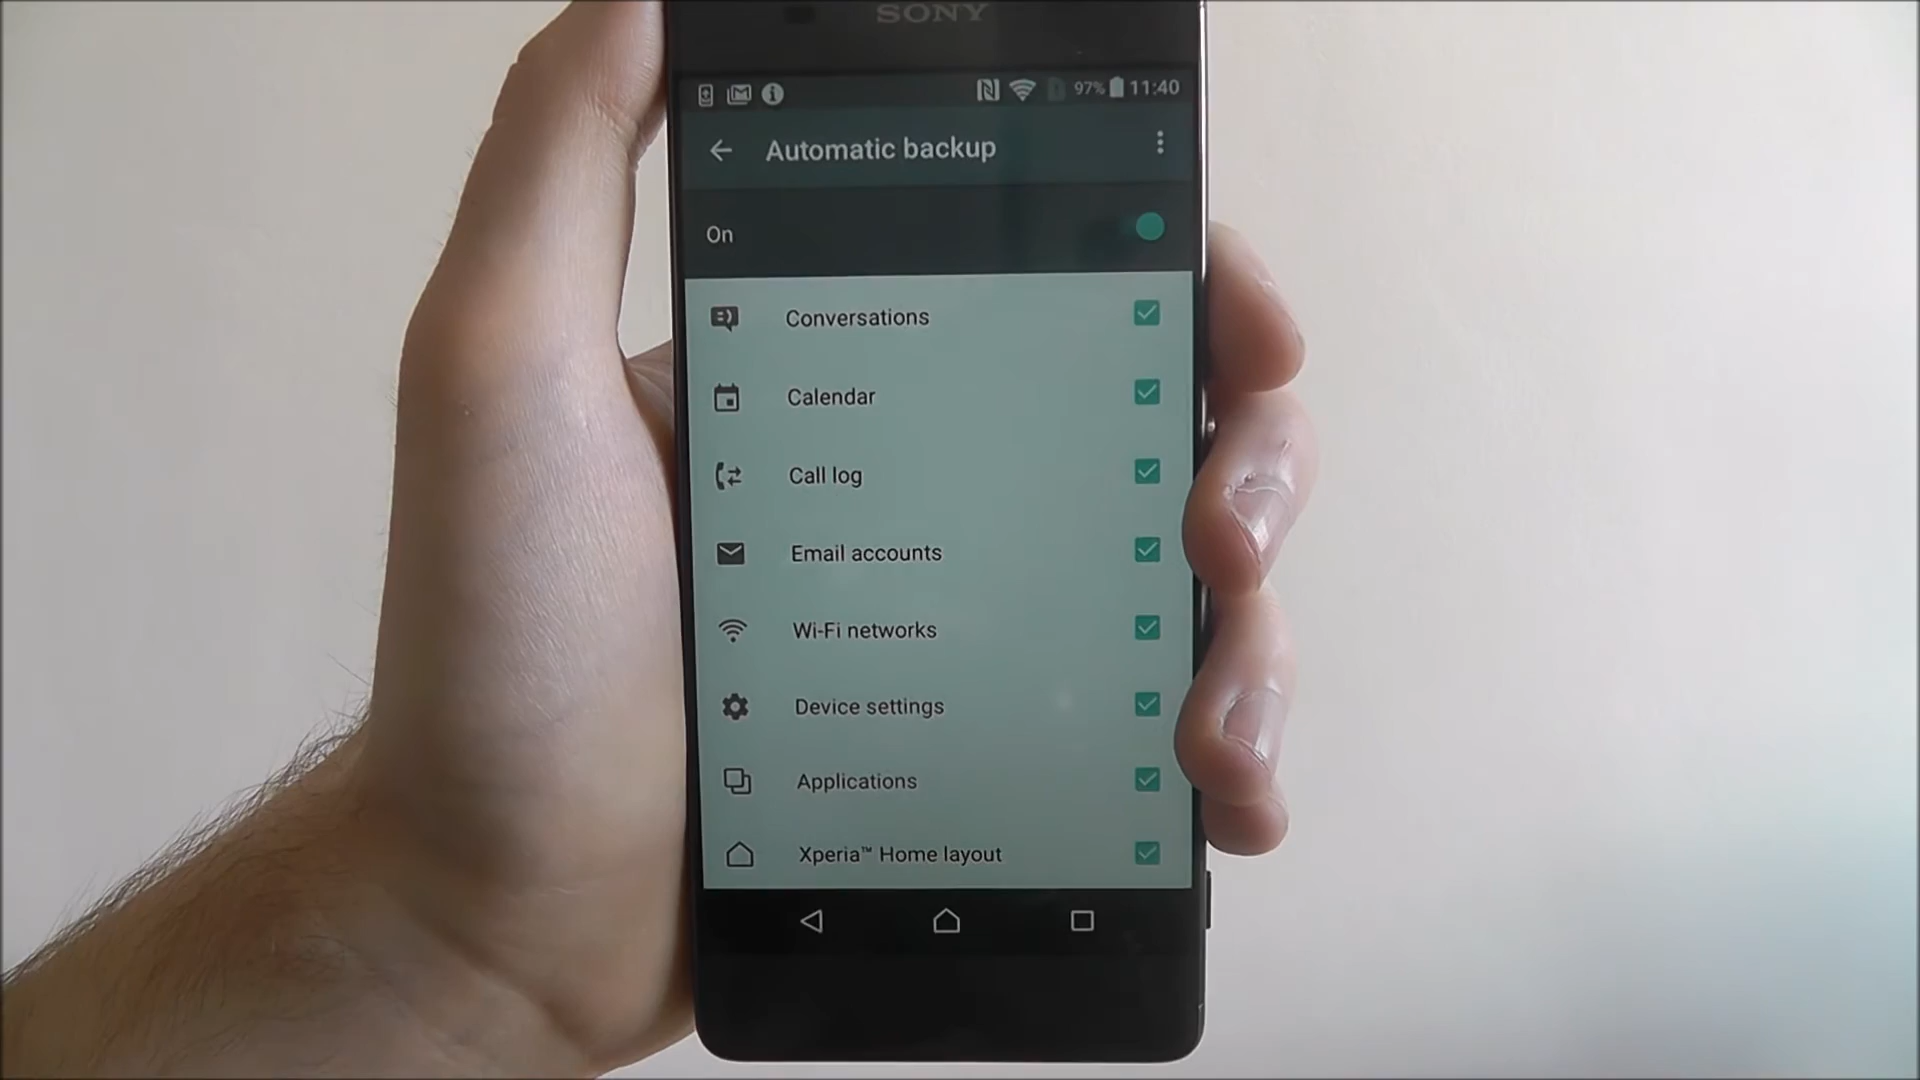 SONY
97% 11:40
Automatic backup
On
Conversations
Calendar
Call log
Email accounts
Wi-Fi networks
Device settings
Applications
Xperia™ Home layout